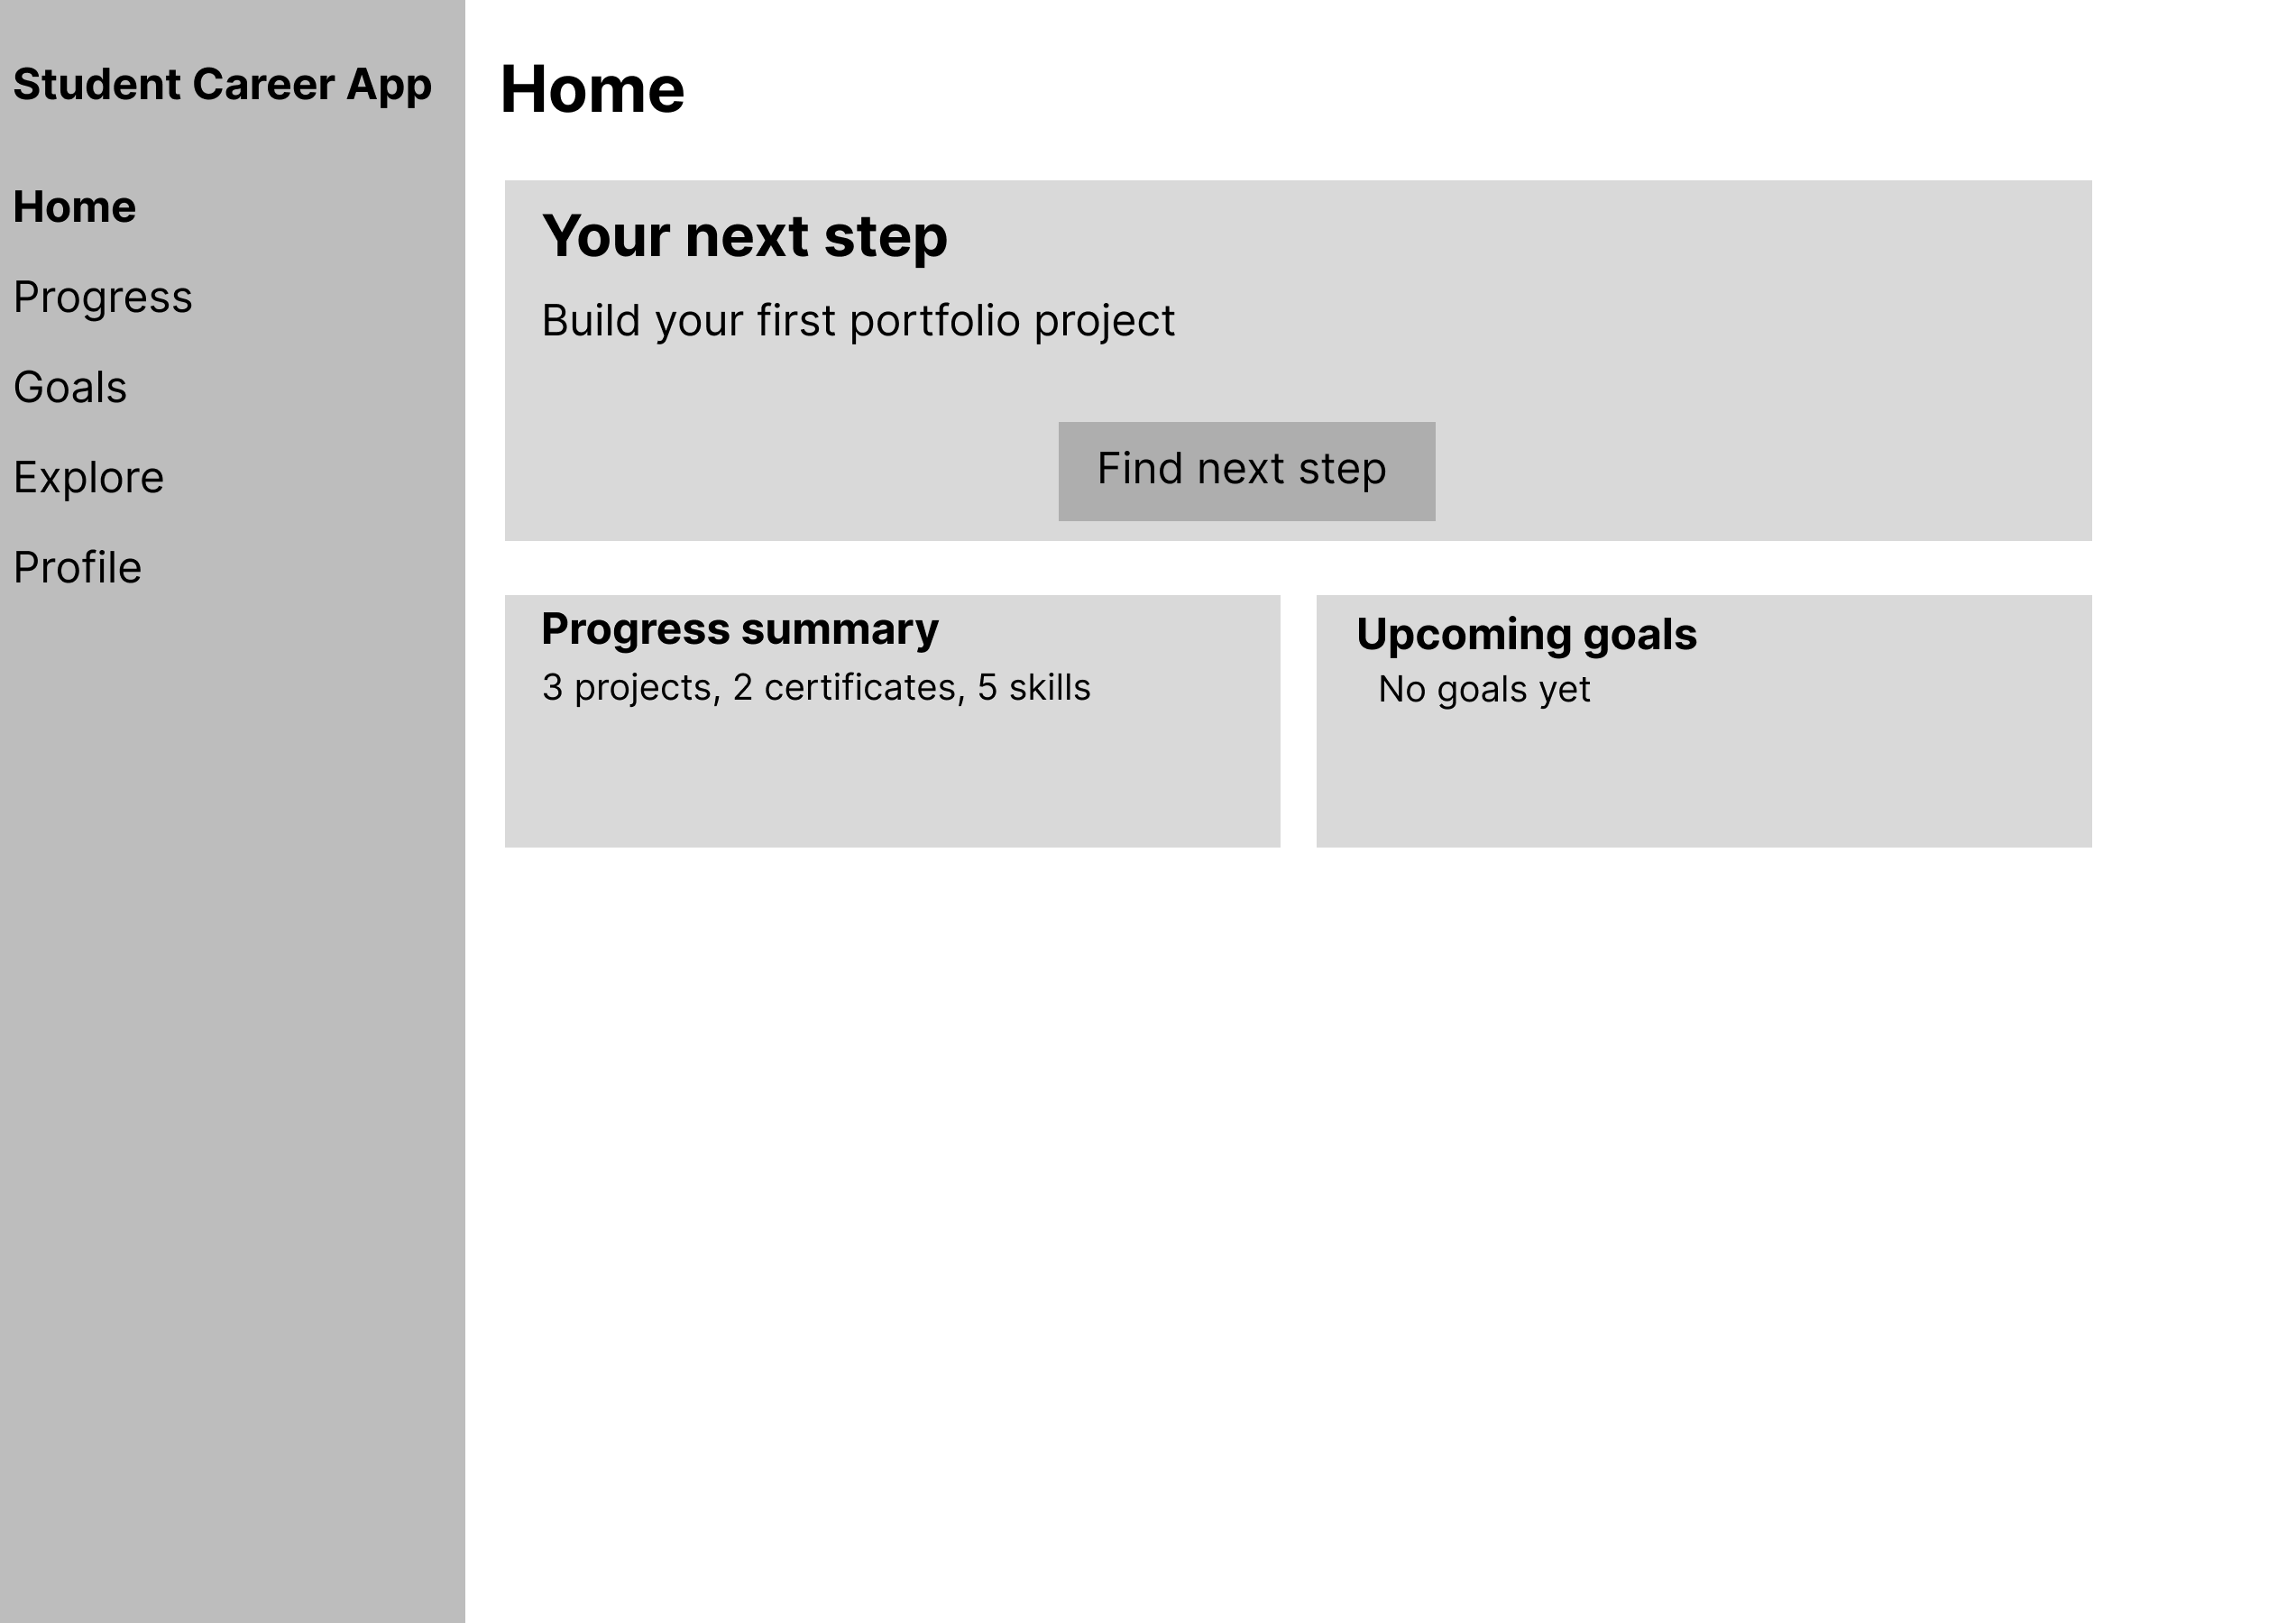 Student Career App
Home
Progress
Goals
Explore
Profile
Home
Your next step
Build your first portfolio project
Find next step
Progress summary
3 projects, 2 certificates, 5 skills
Upcoming goals
No goals yet